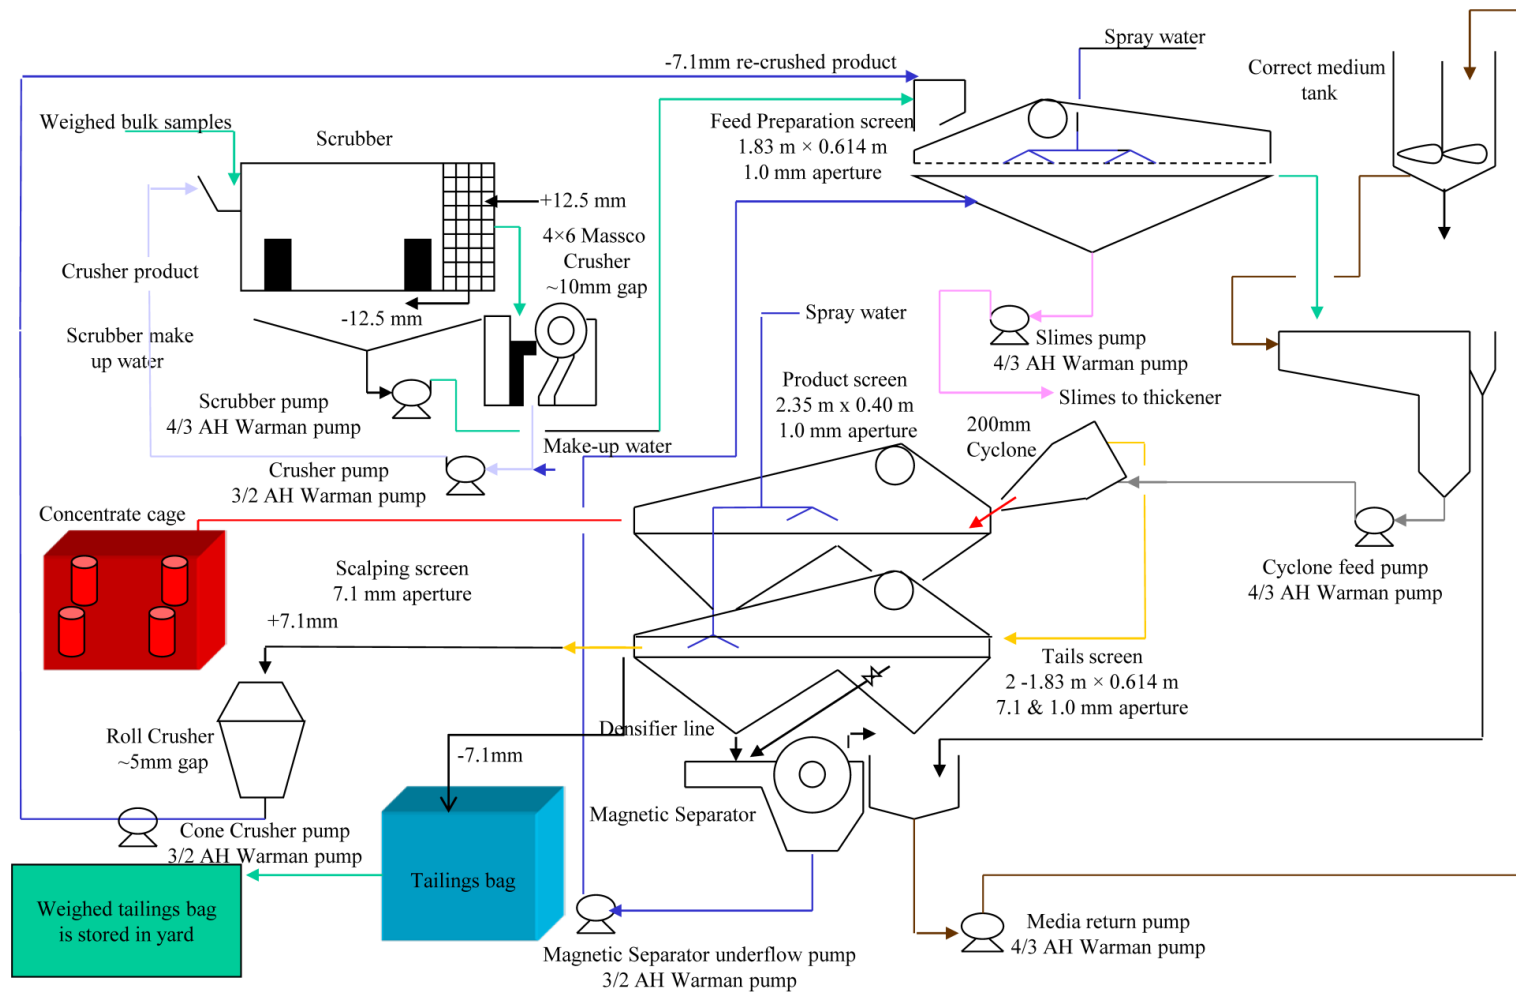 Spray water
-7.1mm re-crushed product
Correct medium
tank
Weighed bulk samples
Scrubber
Feed Preparation screen
1.83 m × 0.614 m
1.0 mm aperture
+12.5 mm
4×6 Massco
Crusher
~10mm gap
Crusher product
-12.5 mm
Scrubber make
up water
Spray water
Slimes pump
4/3 AH Warman pump
Slimes to thickener
Product screen
2.35 m x 0.40 m
1.0 mm aperture
Scrubber pump
4/3 AH Warman pump
200mm
Cyclone
Make-up water
Crusher pump
3/2 AH Warman pump
Concentrate cage
Scalping screen
7.1 mm aperture
Cyclone feed pump
4/3 AH Warman pump
+7.1mm
Tails screen
2 -1.83 m × 0.614 m
7.1 & 1.0 mm aperture
Roll Crusher
~5mm gap
Densifier line
-7.1mm
Magnetic Separator
Cone Crusher pump
3/2 AH Warman pump
Tailings bag
Weighed tailings bag
is stored in yard
Media return pump
4/3 AH Warman pump
Magnetic Separator underflow pump
3/2 AH Warman pump